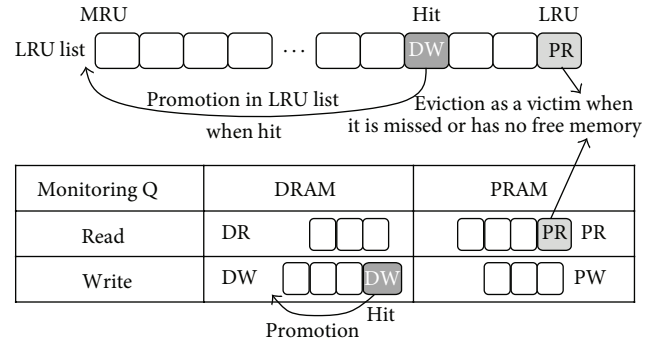 MRU Hit LRU
LRU list ... DW PR
Promotion in LRU list
when hit
Eviction as a victim when
it is missed or has no free memory
Monitoring Q DRAM PRAM
Read DR PR PR
Write DW DW PW
Hit
Promotion